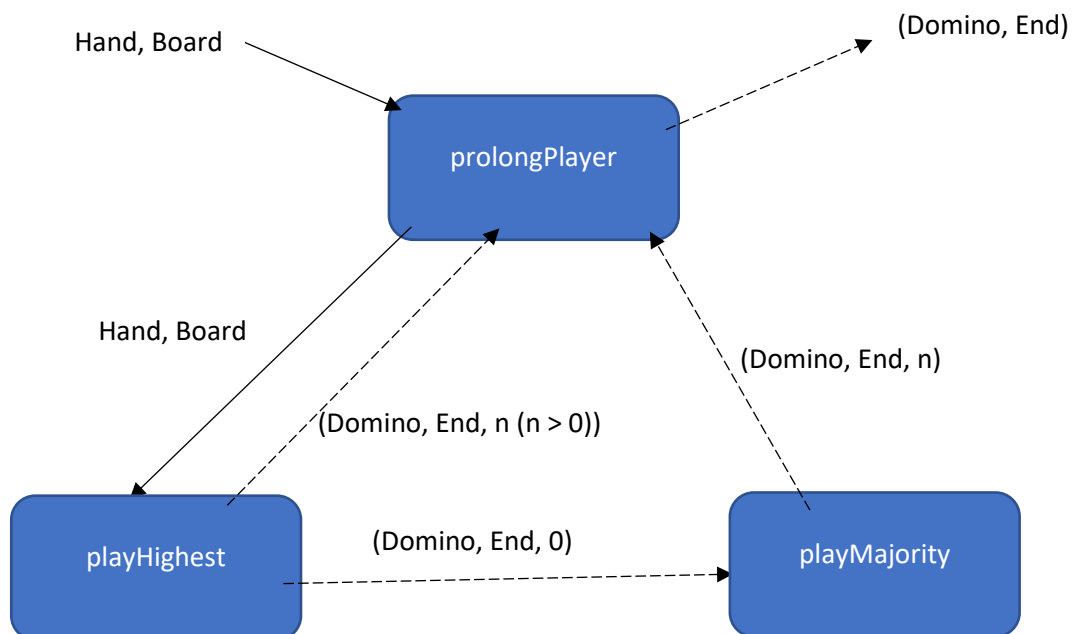 (Domino, End)
Hand, Board
prolongPlayer
Hand, Board
(Domino, End, n)
(Domino, End, n (n > 0))
(Domino, End, 0)
playHighest
playMajority